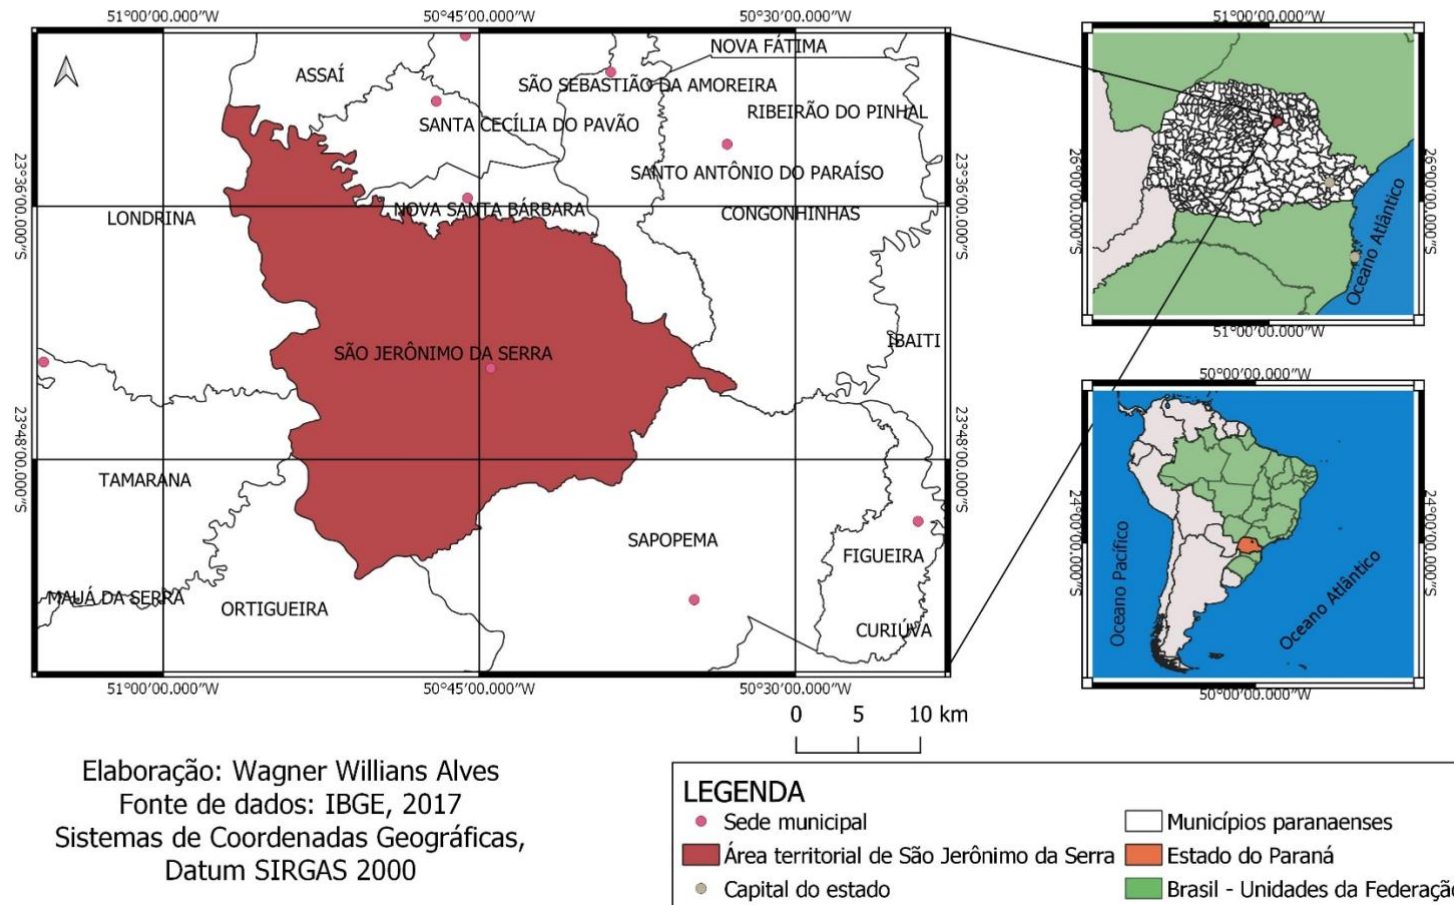 51°00'00.000"W
50°45'00.000"W
50°30'00.000"W
23°36'00.000"S
23°48'00.000"S
23°36'00.000"S
23°48'00.000"S
NOVA FÁTIMA
ASSAÍ
SÃO SEBASTIÃO DA AMOREIRA
RIBEIRÃO DO PINHAL
SANTA CECÍLIA DO PAVÃO
SANTO ANTÔNIO DO PARAÍSO
NOVA SANTA BÁRBARA
CONGONHINHAS
LONDRINA
IBAITI
SÃO JERÔNIMO DA SERRA
TAMARANA
SAPOPEMA
FIGUEIRA
MAUÁ DA SERRA
ORTIGUEIRA
CURIÚVA
51°00'00.000"W
50°45'00.000"W
50°30'00.000"W
0 5 10 km
51°00'00.000"W
26°00'00.000"S
26°00'00.000"S
Oceano Atlântico
51°00'00.000"W
50°00'00.000"W
24°00'00.000"S
24°00'00.000"S
Oceano Pacífico
Oceano Atlântico
50°00'00.000"W
Elaboração: Wagner Willians Alves
Fonte de dados: IBGE, 2017
Sistemas de Coordenadas Geográficas,
Datum SIRGAS 2000
LEGENDA
Sede municipal
Área territorial de São Jerônimo da Serra
Capital do estado
Municípios paranaenses
Estado do Paraná
Brasil - Unidades da Federação